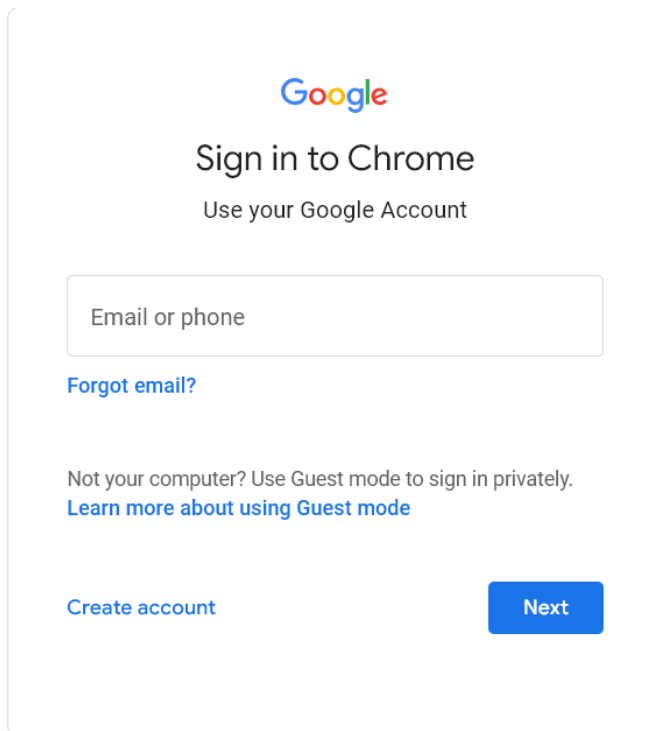 Google
Sign in to Chrome
Use your Google Account
Email or phone
Forgot email?
Not your computer? Use Guest mode to sign in privately.
Learn more about using Guest mode
Create account
Next